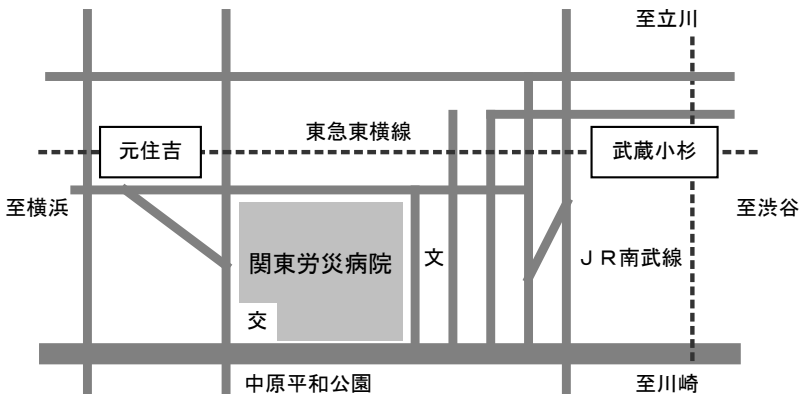 至立川
東急東横線
元住吉
武蔵小杉
至横浜
至渋谷
関東労災病院
文
ＪＲ南武線
交
中原平和公園
至川崎